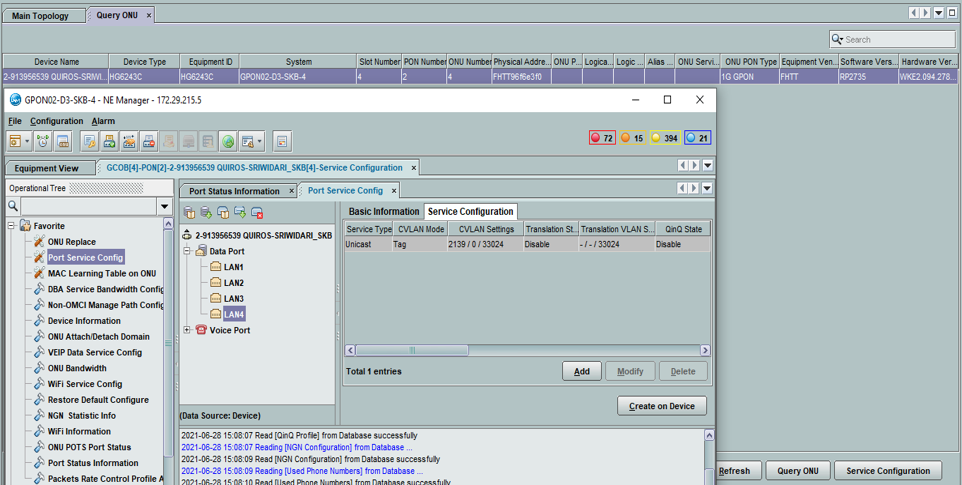 Main Topology
Query ONU ×
Search
Device Name Device Type Equipment ID System Slot Number PON Number ONU Number Physical Addre... ONU P... Logica... Logic ... Alias ... ONU Servi... ONU PON Type Equipment Ven... Software Vers... Hardware Ver...
2-913956539 QUIROS-SRIWI... HG6243C HG6243C GPON02-D3-SKB-4 4 2 4 FHTT96f6e3f0 1G GPON FHTT RP2735 WKE2.094.278...
GPON02-D3-SKB-4 - NE Manager - 172.29.215.5
File Configuration Alarm
72 15 394 21
Equipment View
GCOB[4]-PON[2]-2-913956539 QUIROS-SRIWIDARI_SKB[4]-Service Configuration ×
Operational Tree
Favorite
ONU Replace
Port Service Config
MAC Learning Table on ONU
DBA Service Bandwidth Config
Non-OMCI Manage Path Config
Device Information
ONU Attach/Detach Domain
VEIP Data Service Config
ONU Bandwidth
WiFi Service Config
Restore Default Configure
NGN Statistic Info
WiFi Information
ONU POTS Port Status
Port Status Information
Packets Rate Control Profile A
Port Status Information ×
Port Service Config ×
2-913956539 QUIROS-SRIWIDARI_SKB
Data Port
LAN1
LAN2
LAN3
LAN4
Voice Port
(Data Source: Device)
Basic Information Service Configuration
Service Type CVLAN Mode CVLAN Settings Translation St... Translation VLAN S... QinQ State
Unicast Tag 2139 / 0 / 33024 Disable - / - / 33024 Disable
Total 1 entries
Add Modify Delete
Create on Device
2021-06-28 15:08:07 Read [QinQ Profile] from Database successfully
2021-06-28 15:08:07 Reading [NGN Configuration] from Database ...
2021-06-28 15:08:09 Read [NGN Configuration] from Database successfully
2021-06-28 15:08:09 Reading [Used Phone Numbers] from Database ...
2021-06-28 15:08:10 Read [Used Phone Numbers] from Database successfully
Refresh Query ONU Service Configuration